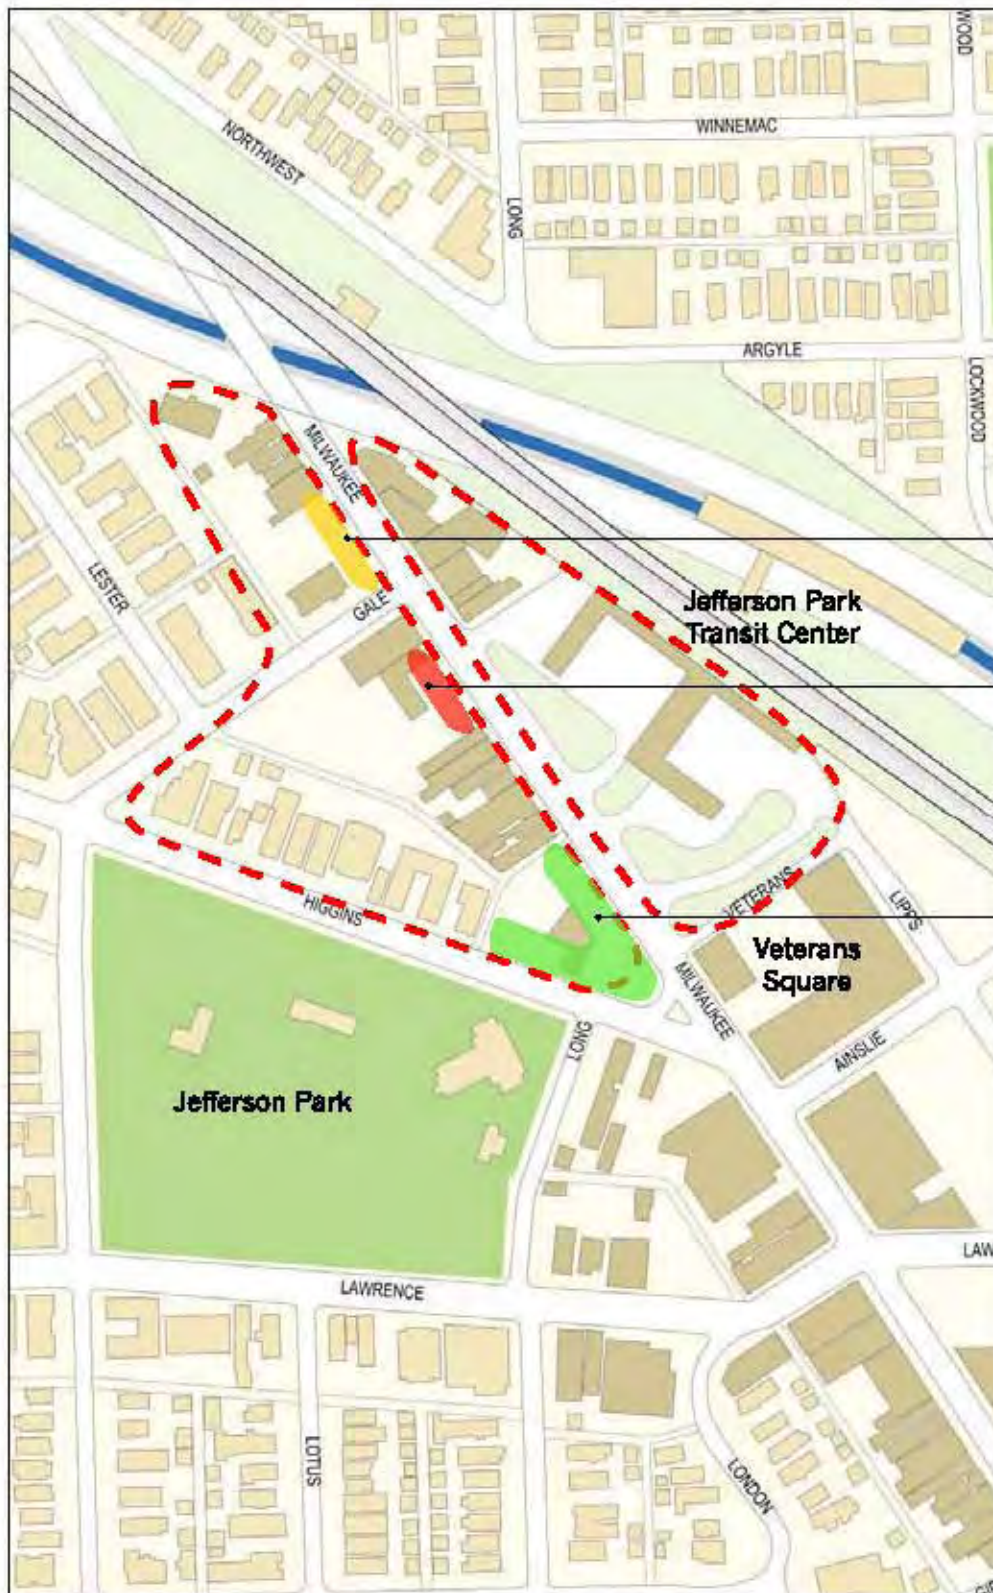 WOOD
WINNEMAC
NORTHWEST
LONG
ARGYLE
LOCKWOOD
MILWAUKEE
LESTER
GALE
Jefferson Park
Transit Center
HIGGINS
VETERANS
LIPPS
Veterans
Square
MILWAUKEE
LONG
AINSLIE
Jefferson Park
LAW
LAWRENCE
LOTUS
LONDON